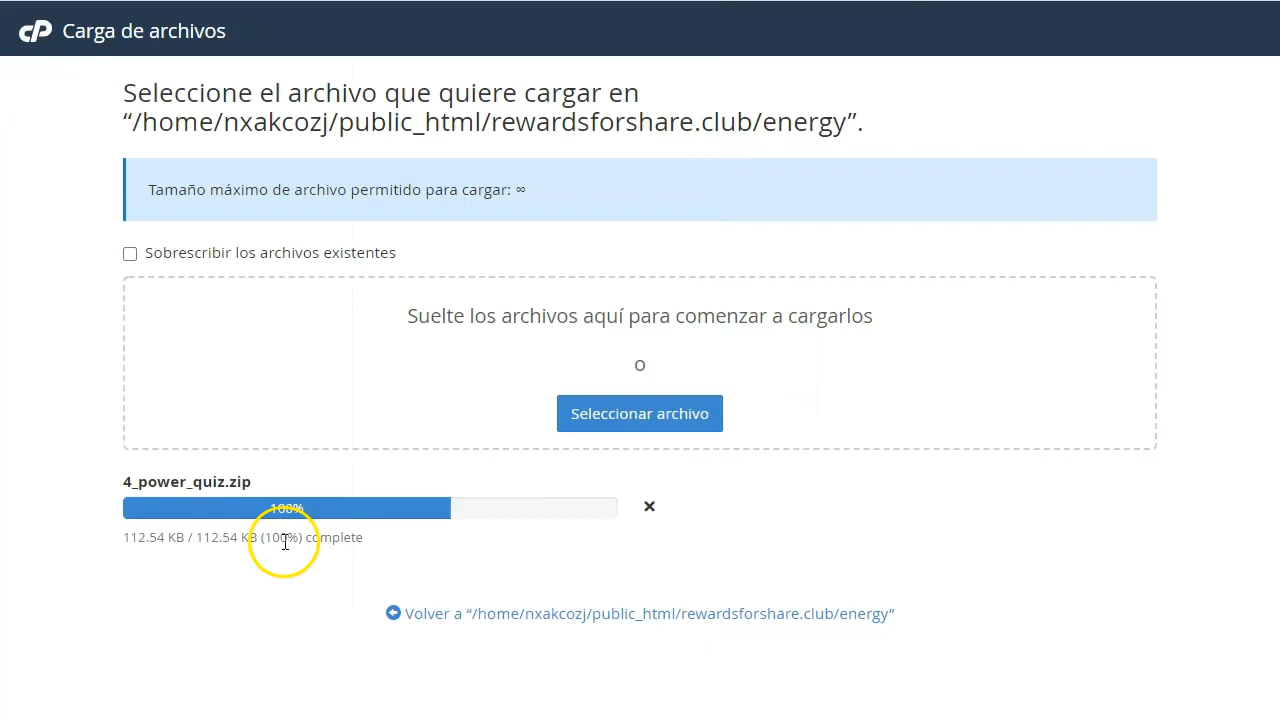 cP Carga de archivos
Seleccione el archivo que quiere cargar en
“/home/nxakcozj/public_html/rewardsforshare.club/energy”.
Tamaño máximo de archivo permitido para cargar: ∞
Sobrescribir los archivos existentes
Suelte los archivos aquí para comenzar a cargarlos
O
Seleccionar archivo
4_power_quiz.zip
100%
112.54 KB / 112.54 KB (100%) complete
Volver a “/home/nxakcozj/public_html/rewardsforshare.club/energy”